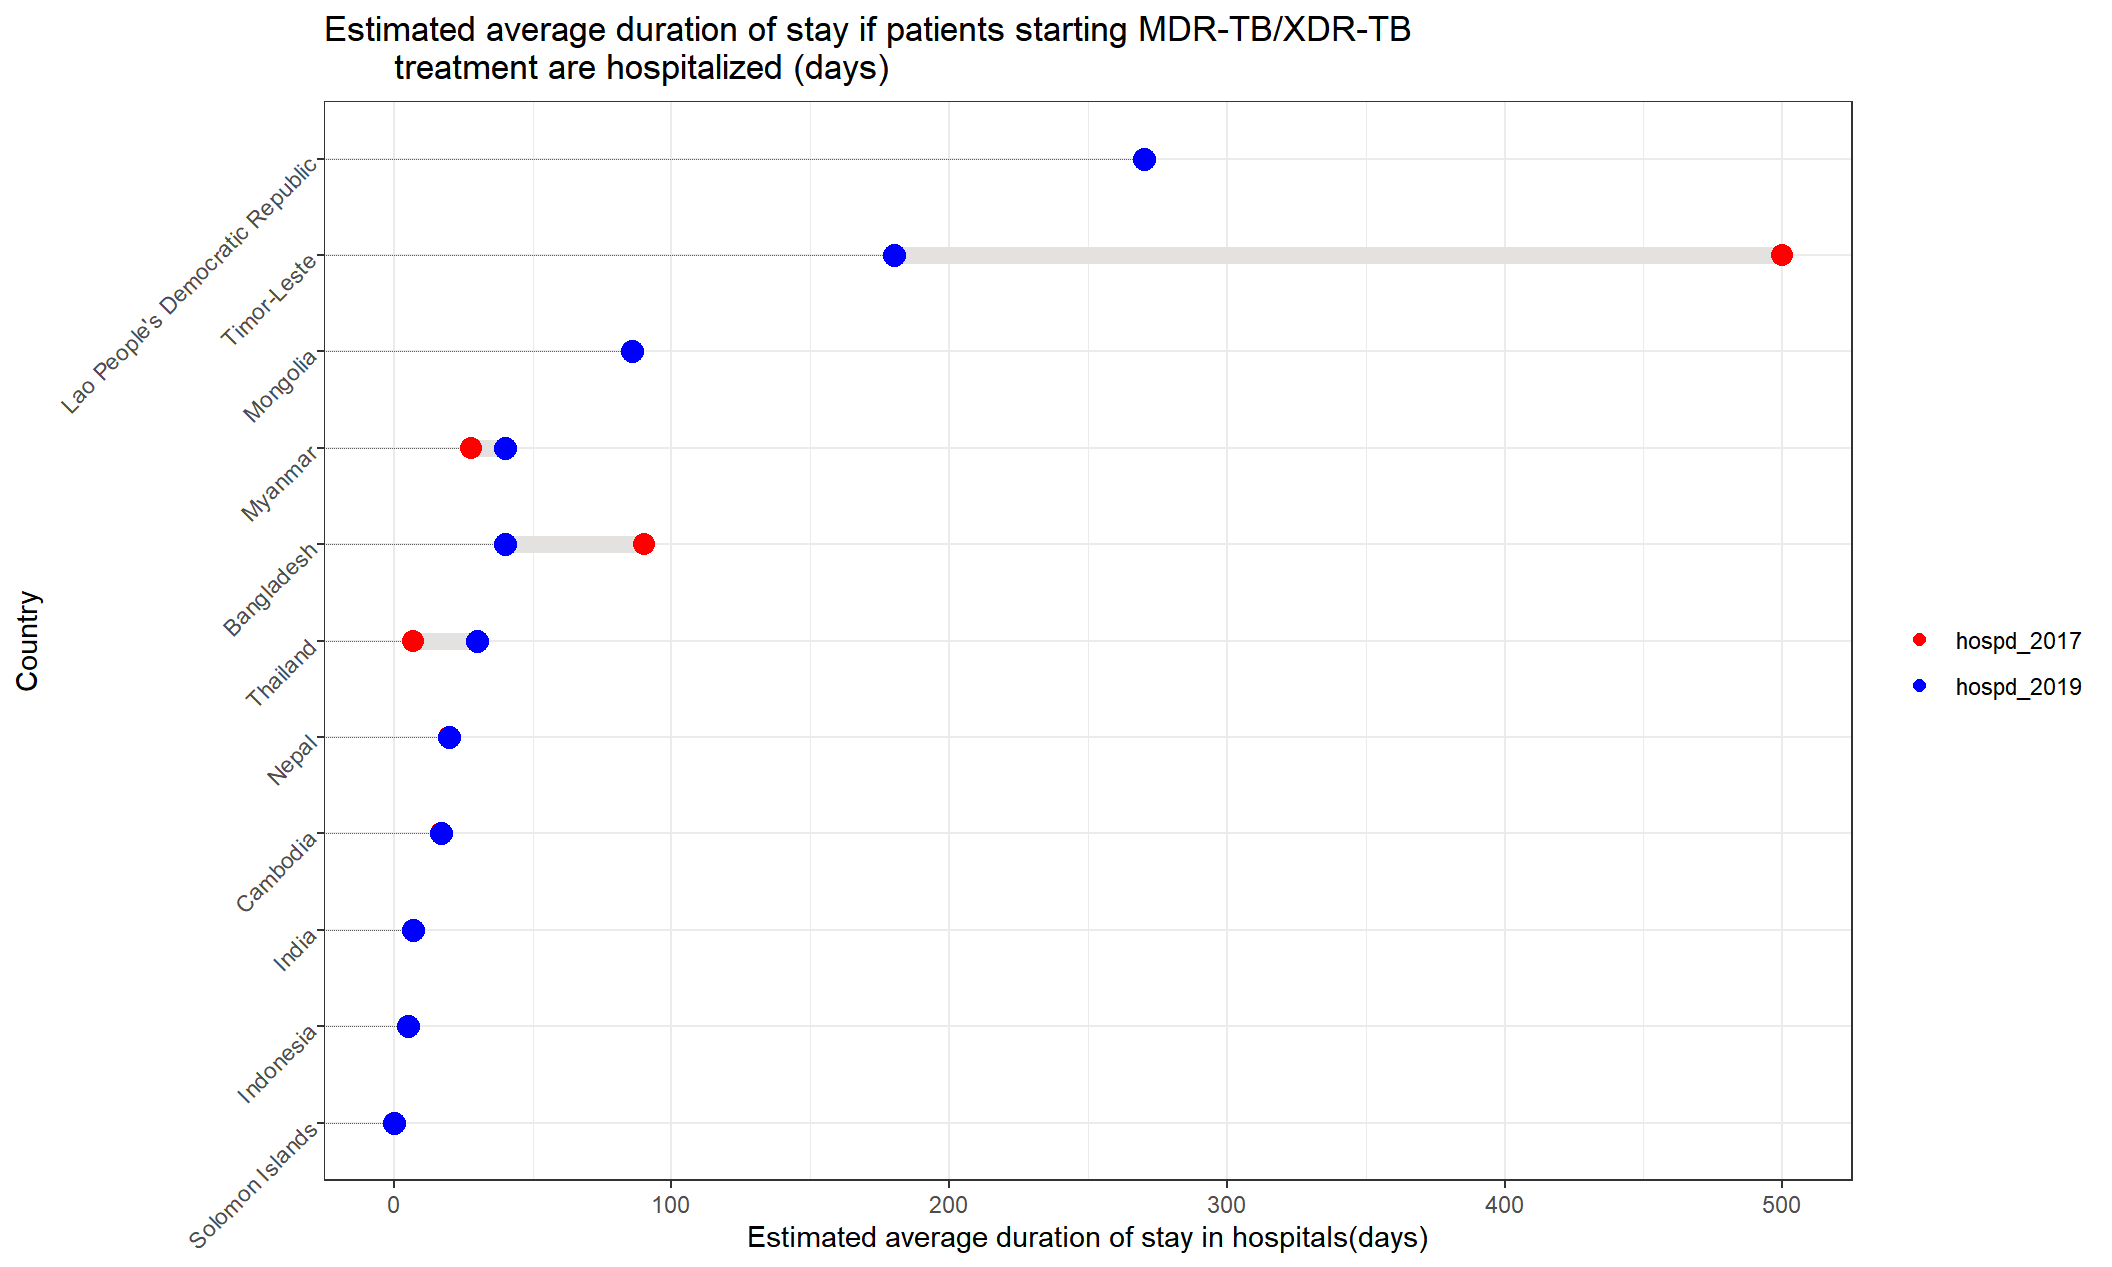 Estimated average duration of stay if patients starting MDR-TB/XDR-TB
treatment are hospitalized (days)
Country
Lao People's Democratic Republic
Timor-Leste
Mongolia
Myanmar
Bangladesh
Thailand
Nepal
Cambodia
India
Indonesia
Solomon Islands
0 100 200 300 400 500
Estimated average duration of stay in hospitals(days)
hospd_2017
hospd_2019